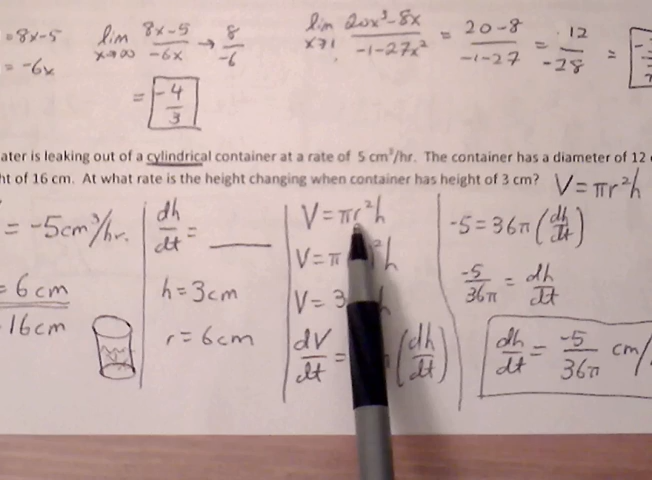 = 8x-5
= -6x
lim x→∞ 8x-5/-6x → 8/-6
= -4/3
lim x→1 20x³-8x/-1-27x² = 20-8/-1-27 = 12/-28 =
ater is leaking out of a cylindrical container at a rate of 5 cm³/hr. The container has a diameter of 12
ht of 16 cm. At what rate is the height changing when container has height of 3 cm? V=πr²h
= -5cm³/hr.
= 6cm
16cm
dh/dt = ____
h=3cm
r=6cm
V=πr²h
V=π ²h
V=3 h
dV/dt = (dh/dt)
-5=36π(dh/dt)
-5/36π = dh/dt
dh/dt = -5/36π cm/